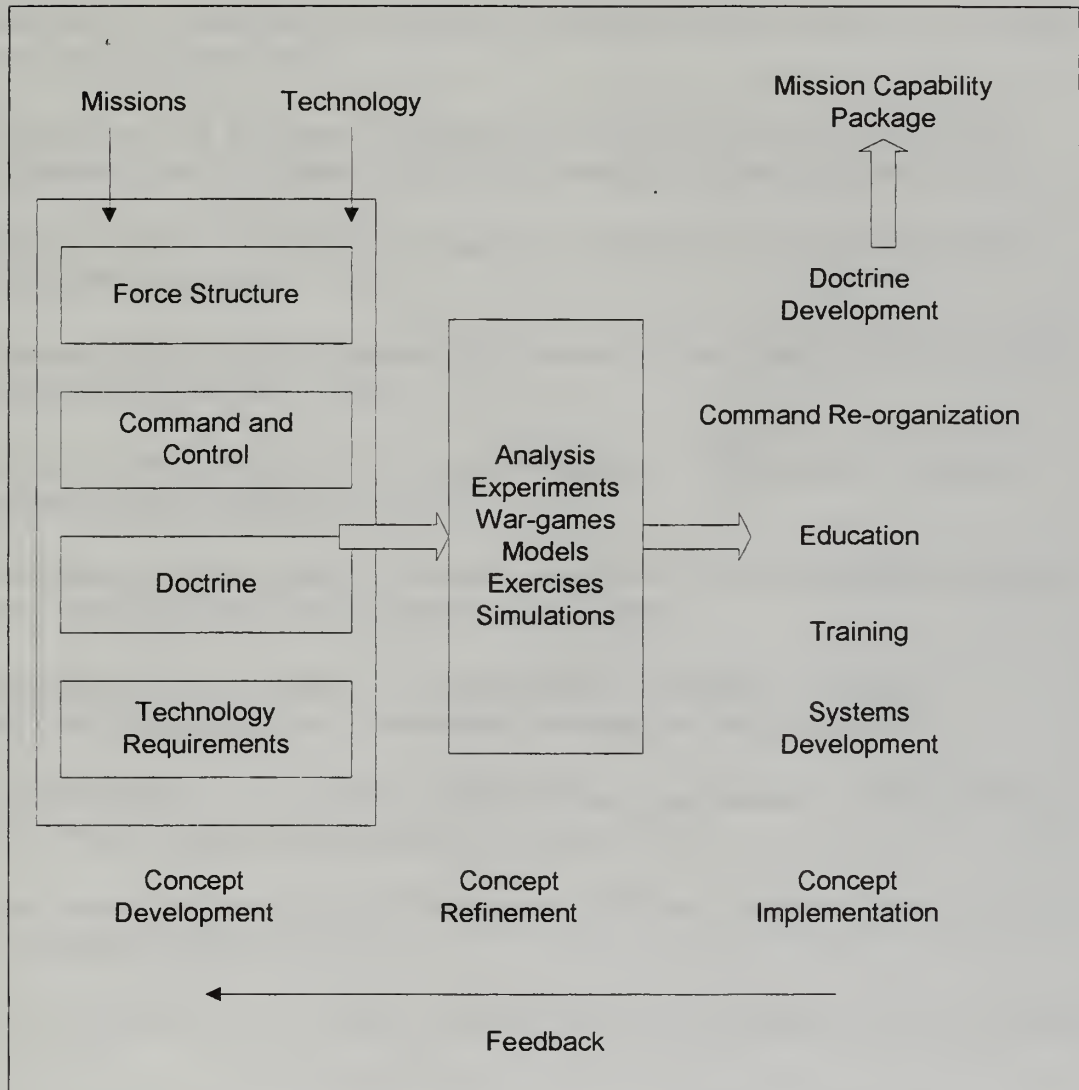 Missions
Technology
Mission Capability
Package
Force Structure
Doctrine
Development
Command and
Control
Command Re-organization
Analysis
Experiments
War-games
Models
Exercises
Simulations
Education
Doctrine
Training
Technology
Requirements
Systems
Development
Concept
Development
Concept
Refinement
Concept
Implementation
Feedback